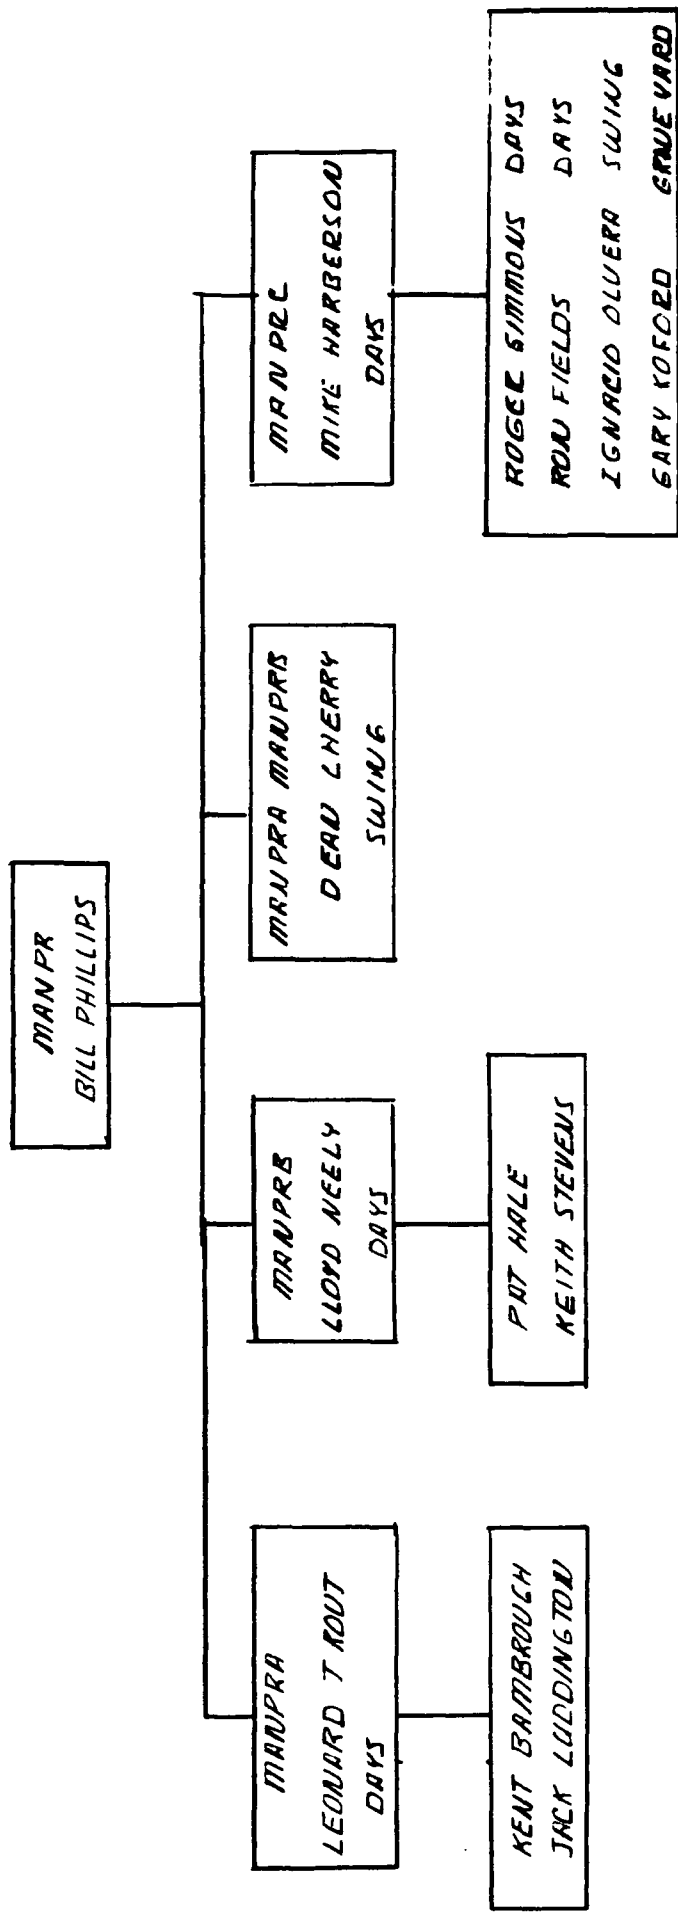 MANPR
BILL PHILLIPS
MANPRA
LEONARD TROUT
DAYS
MANPRB
LLOYD NEELY
DAYS
MANPRA MANPRB
DEAN CHERRY
SWING
MANPRC
MIKE HARBERSON
DAYS
KENT BAMBROUGH
JACK LUDDINGTON
PAT HALE
KEITH STEVENS
ROGER SIMMONS DAYS
RON FIELDS DAYS
IGNACIO OLVERA SWING
GARY KOFORD GRAVEYARD